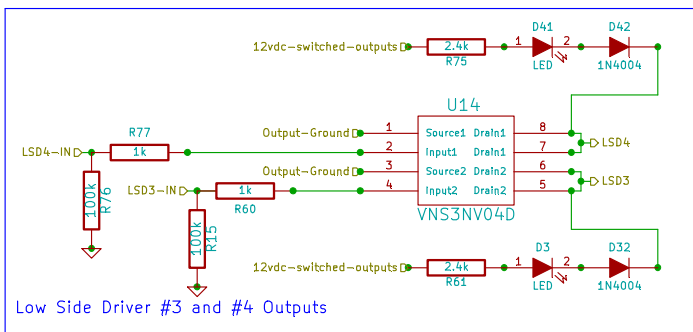 D41
D42
12vdc-switched-outputs
2.4k
1
2
R75
LED
1N4004
U14
R77
Output-Ground
1
Source1
Drain1
8
LSD4-IN
1k
2
Input1
Drain1
7
LSD4
Output-Ground
3
Source2
Drain2
6
100k
R76
LSD3-IN
1k
4
Input2
Drain2
5
LSD3
R60
VNS3NV04D
100k
R15
D3
D32
12vdc-switched-outputs
2.4k
1
2
R61
LED
1N4004
Low Side Driver #3 and #4 Outputs